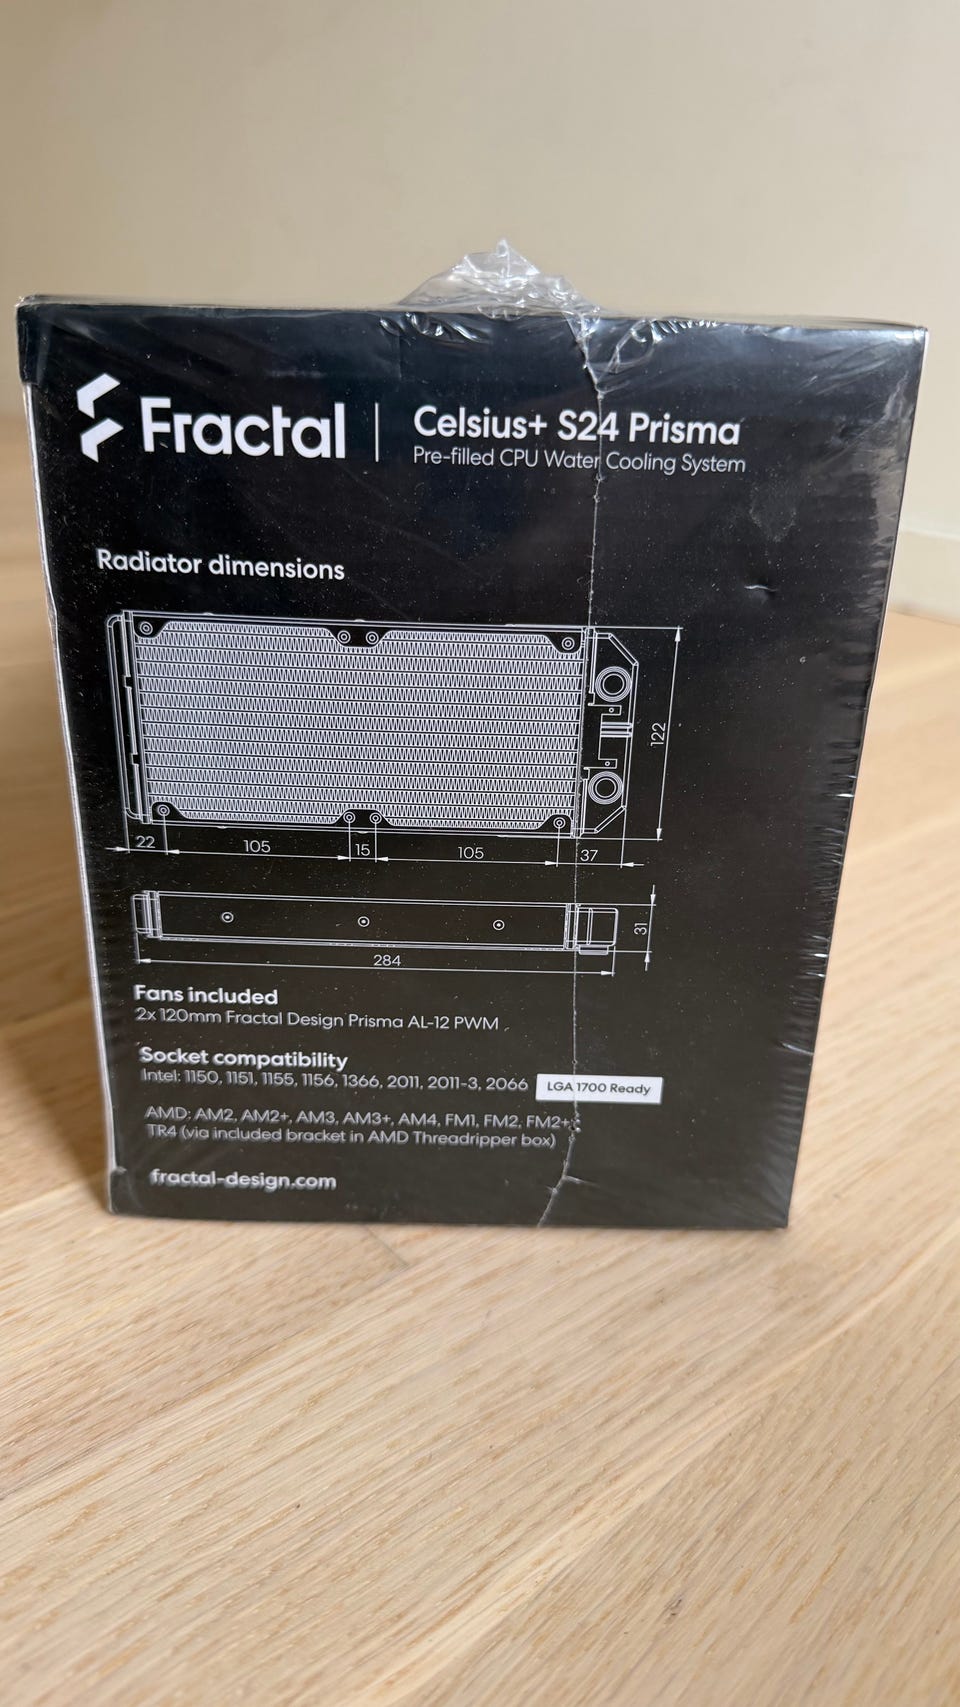 Fractal
Celsius+ S24 Prisma
Pre-filled CPU Water Cooling System
Radiator dimensions
122
22
105
15
105
37
31
284
Fans included
2x 120mm Fractal Design Prisma AL-12 PWM
Socket compatibility
Intel: 1150, 1151, 1155, 1156, 1366, 2011, 2011-3, 2066
LGA 1700 Ready
AMD: AM2, AM2+, AM3, AM3+, AM4, FM1, FM2, FM2+,
TR4 (via included bracket in AMD Threadripper box)
fractal-design.com